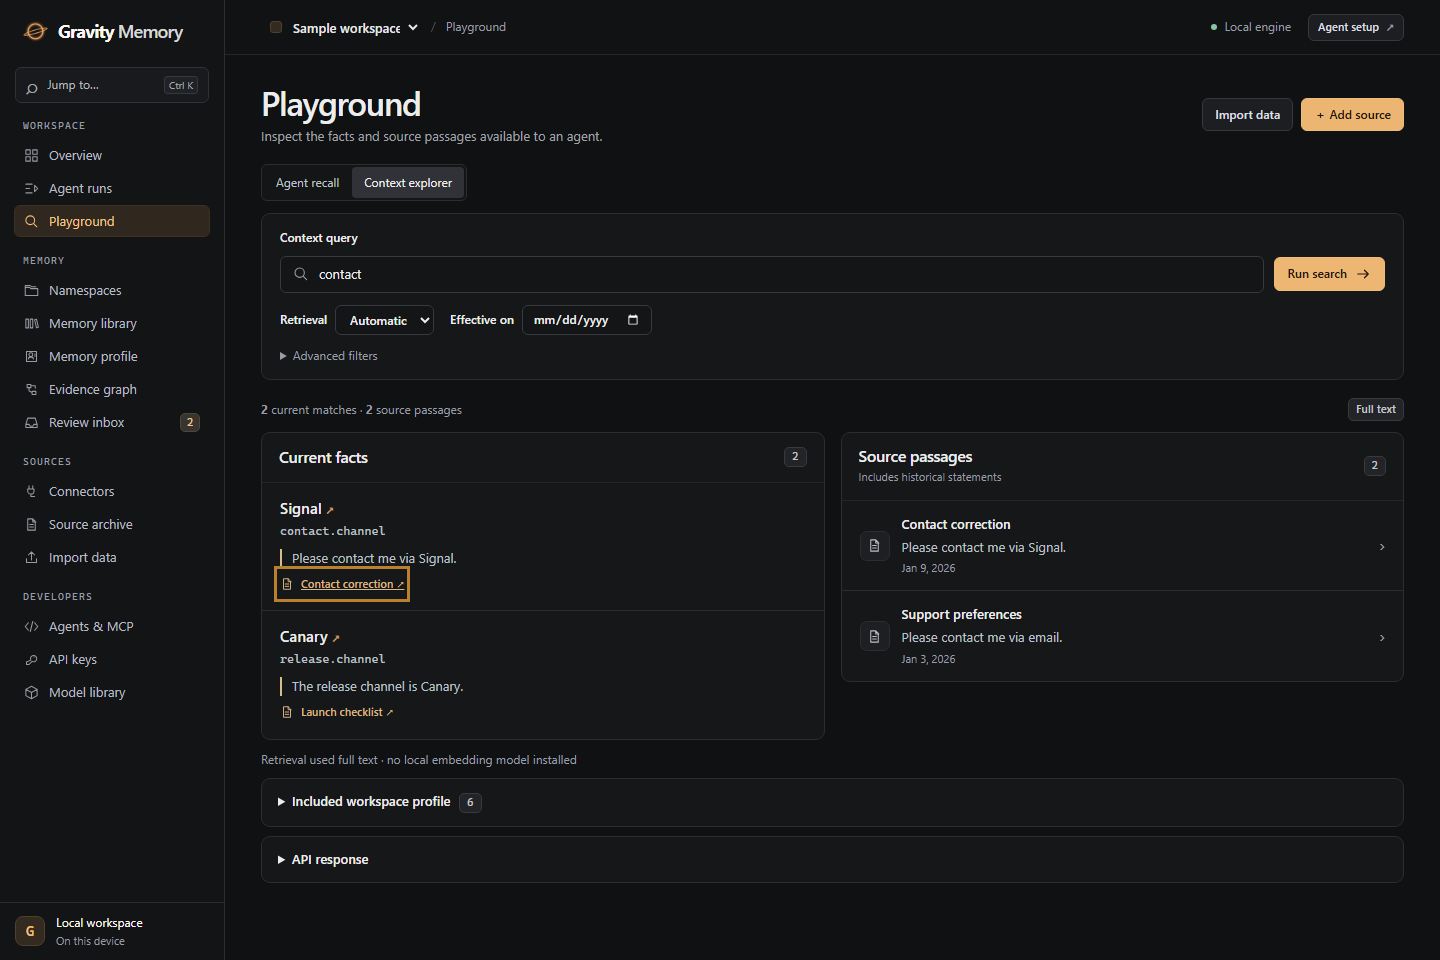 Gravity Memory
Jump to...
Ctrl K
WORKSPACE
Overview
Agent runs
Playground
MEMORY
Namespaces
Memory library
Memory profile
Evidence graph
Review inbox
2
SOURCES
Connectors
Source archive
Import data
DEVELOPERS
Agents & MCP
API keys
Model library
G
Local workspace
On this device
Sample workspace
/
Playground
Local engine
Agent setup ↗
Playground
Inspect the facts and source passages available to an agent.
Import data
+ Add source
Agent recall
Context explorer
Context query
contact
Run search →
Retrieval
Automatic
Effective on
mm/dd/yyyy
▶ Advanced filters
2 current matches · 2 source passages
Full text
Current facts
2
Signal ↗
contact.channel
Please contact me via Signal.
Contact correction ↗
Canary ↗
release.channel
The release channel is Canary.
Launch checklist ↗
Source passages
Includes historical statements
2
Contact correction
Please contact me via Signal.
Jan 9, 2026
Support preferences
Please contact me via email.
Jan 3, 2026
Retrieval used full text · no local embedding model installed
▶ Included workspace profile 6
▶ API response